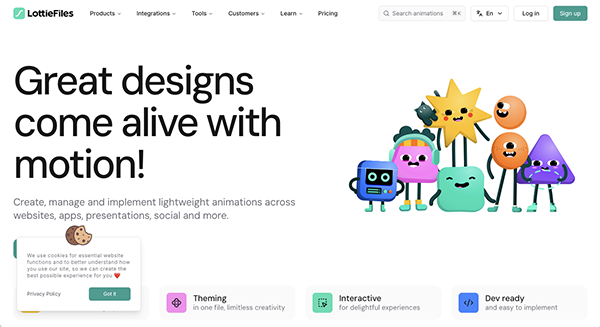 LottieFiles
Products
Integrations
Tools
Customers
Learn
Pricing
Search animations
⌘K
En
Log in
Sign up
Great designs
come alive with
motion!
Create, manage and implement lightweight animations across
websites, apps, presentations, social and more.
We use cookies for essential website
functions and to better understand how
you use our site, so we can create the
best possible experience for you ❤️
Privacy Policy
Got it
Theming
in one file, limitless creativity
Interactive
for delightful experiences
Dev ready
and easy to implement